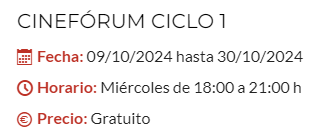 CINEFÓRUM CICLO 1
Fecha: 09/10/2024 hasta 30/10/2024
Horario: Miércoles de 18:00 a 21:00 h
Precio: Gratuito